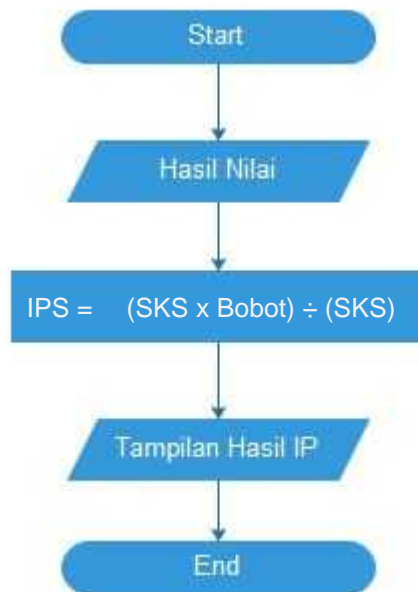 Start
Hasil Nilai
IPS = (SKS x Bobot) ÷ (SKS)
Tampilan Hasil IP
End